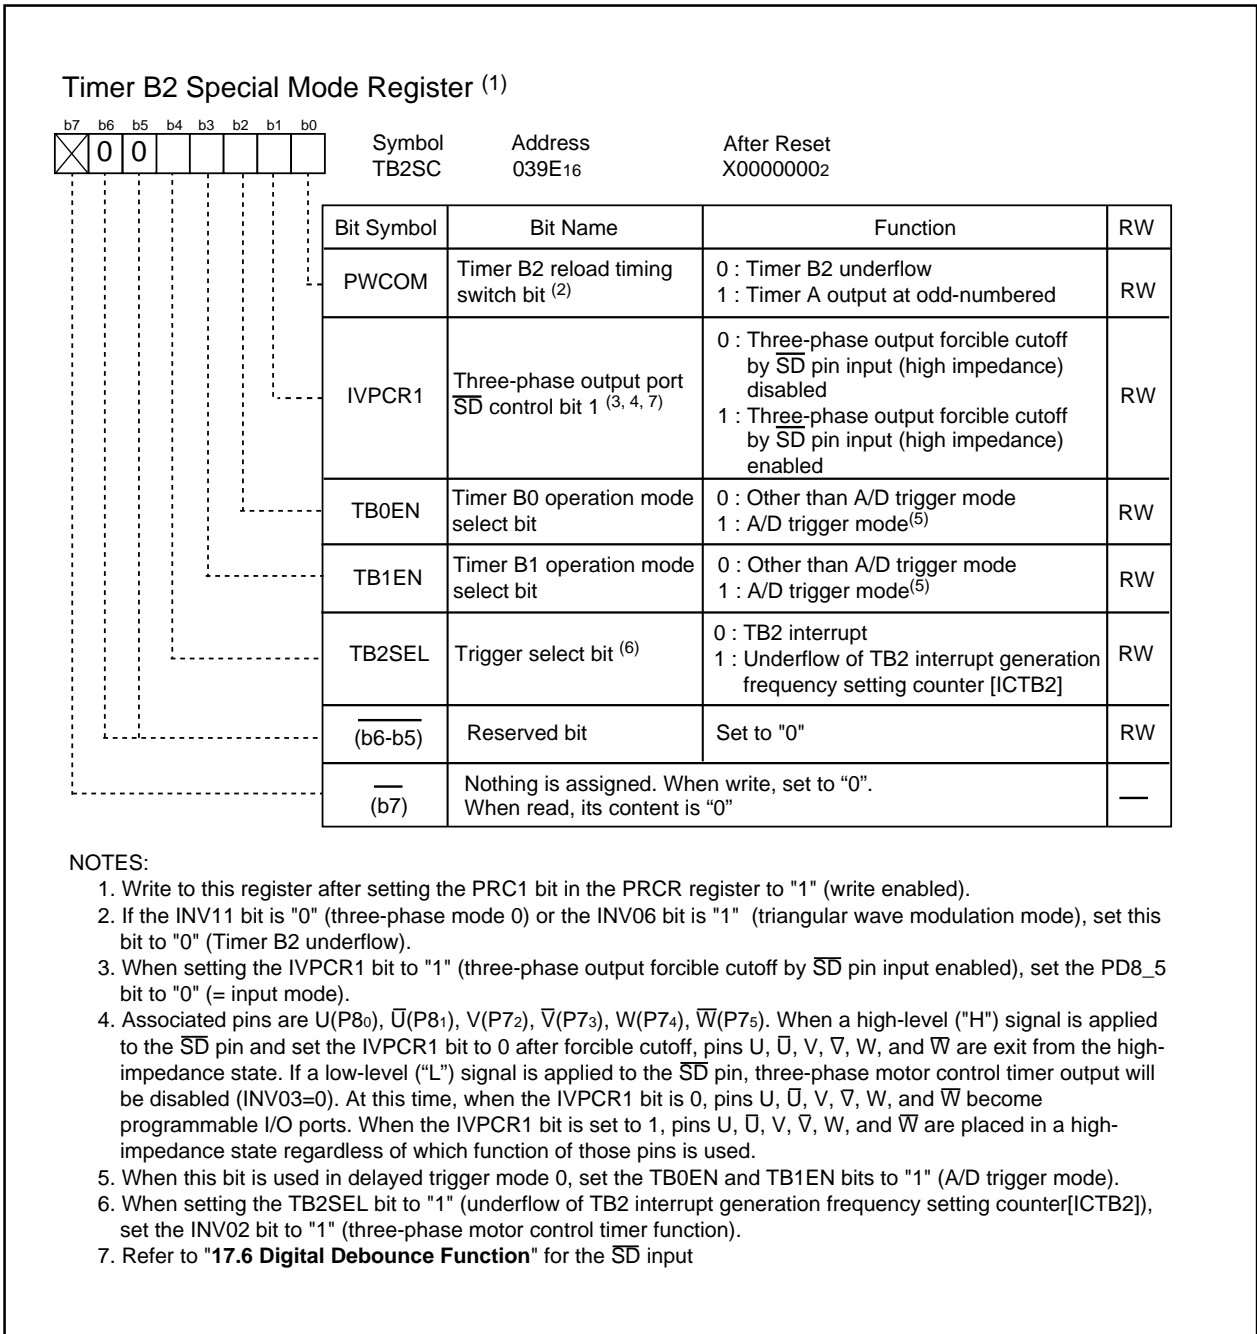 Timer B2 Special Mode Register (1)
b7 b6 b5 b4 b3 b2 b1 b0
0 0
Symbol Address After Reset
TB2SC 039E16 X00000002
Bit Symbol Bit Name Function RW
PWCOM
Timer B2 reload timing
switch bit (2)
0 : Timer B2 underflow
1 : Timer A output at odd-numbered
RW
IVPCR1
Three-phase output port
S̅D̅ control bit 1 (3, 4, 7)
0 : Three-phase output forcible cutoff
by S̅D̅ pin input (high impedance)
disabled
1 : Three-phase output forcible cutoff
by S̅D̅ pin input (high impedance)
enabled
RW
TB0EN
Timer B0 operation mode
select bit
0 : Other than A/D trigger mode
1 : A/D trigger mode(5)
RW
TB1EN
Timer B1 operation mode
select bit
0 : Other than A/D trigger mode
1 : A/D trigger mode(5)
RW
TB2SEL
Trigger select bit (6)
0 : TB2 interrupt
1 : Underflow of TB2 interrupt generation
frequency setting counter [ICTB2]
RW
(b6-b5)
Reserved bit
Set to "0"
RW
(b7)
Nothing is assigned. When write, set to “0”.
When read, its content is “0”
—
NOTES:
1. Write to this register after setting the PRC1 bit in the PRCR register to "1" (write enabled).
2. If the INV11 bit is "0" (three-phase mode 0) or the INV06 bit is "1" (triangular wave modulation mode), set this
bit to "0" (Timer B2 underflow).
3. When setting the IVPCR1 bit to "1" (three-phase output forcible cutoff by S̅D̅ pin input enabled), set the PD8_5
bit to "0" (= input mode).
4. Associated pins are U(P80), U̅(P81), V(P72), V̅(P73), W(P74), W̅(P75). When a high-level ("H") signal is applied
to the S̅D̅ pin and set the IVPCR1 bit to 0 after forcible cutoff, pins U, U̅, V, V̅, W, and W̅ are exit from the high-
impedance state. If a low-level (“L”) signal is applied to the S̅D̅ pin, three-phase motor control timer output will
be disabled (INV03=0). At this time, when the IVPCR1 bit is 0, pins U, U̅, V, V̅, W, and W̅ become
programmable I/O ports. When the IVPCR1 bit is set to 1, pins U, U̅, V, V̅, W, and W̅ are placed in a high-
impedance state regardless of which function of those pins is used.
5. When this bit is used in delayed trigger mode 0, set the TB0EN and TB1EN bits to "1" (A/D trigger mode).
6. When setting the TB2SEL bit to "1" (underflow of TB2 interrupt generation frequency setting counter[ICTB2]),
set the INV02 bit to "1" (three-phase motor control timer function).
7. Refer to "17.6 Digital Debounce Function" for the S̅D̅ input